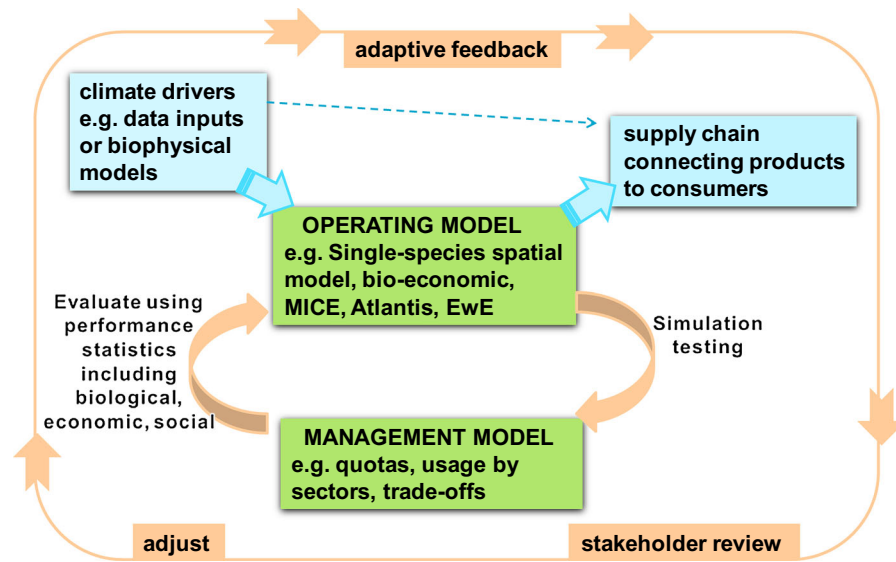 adaptive feedback
climate drivers
e.g. data inputs
or biophysical
models
supply chain
connecting products
to consumers
OPERATING MODEL
e.g. Single-species spatial
model, bio-economic,
MICE, Atlantis, EwE
Evaluate using
performance
statistics
including
biological,
economic, social
Simulation
testing
MANAGEMENT MODEL
e.g. quotas, usage by
sectors, trade-offs
adjust
stakeholder review